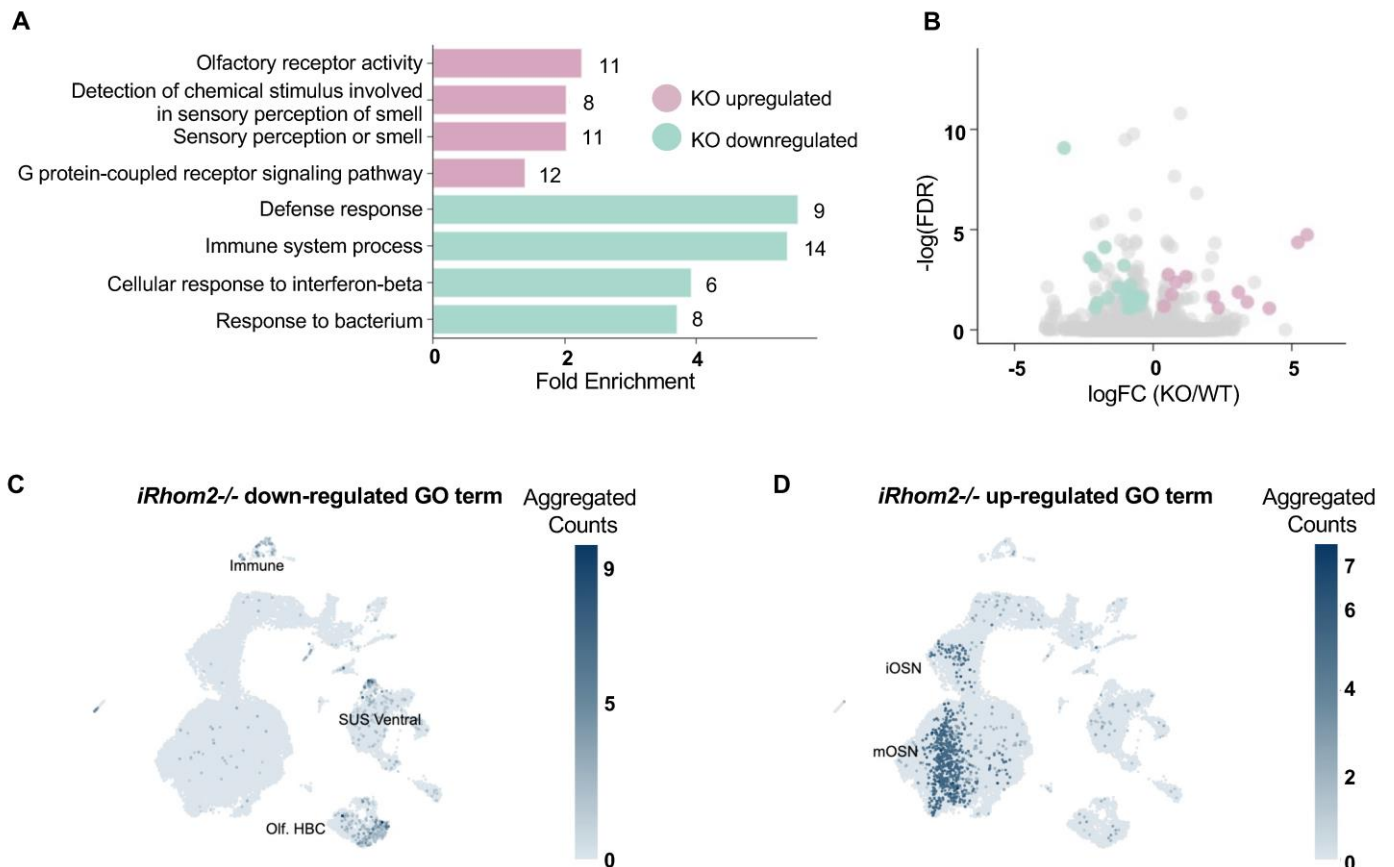 A
Olfactory receptor activity
11
Detection of chemical stimulus involved
in sensory perception of smell
8
Sensory perception or smell
11
G protein-coupled receptor signaling pathway
12
Defense response
9
Immune system process
14
Cellular response to interferon-beta
6
Response to bacterium
8
0
2
4
Fold Enrichment
KO upregulated
KO downregulated
B
10
5
0
-log(FDR)
-5
0
5
logFC (KO/WT)
C
iRhom2-/- down-regulated GO term
Aggregated
Counts
9
5
0
Immune
SUS Ventral
Olf. HBC
D
iRhom2-/- up-regulated GO term
Aggregated
Counts
7
6
4
2
0
iOSN
mOSN